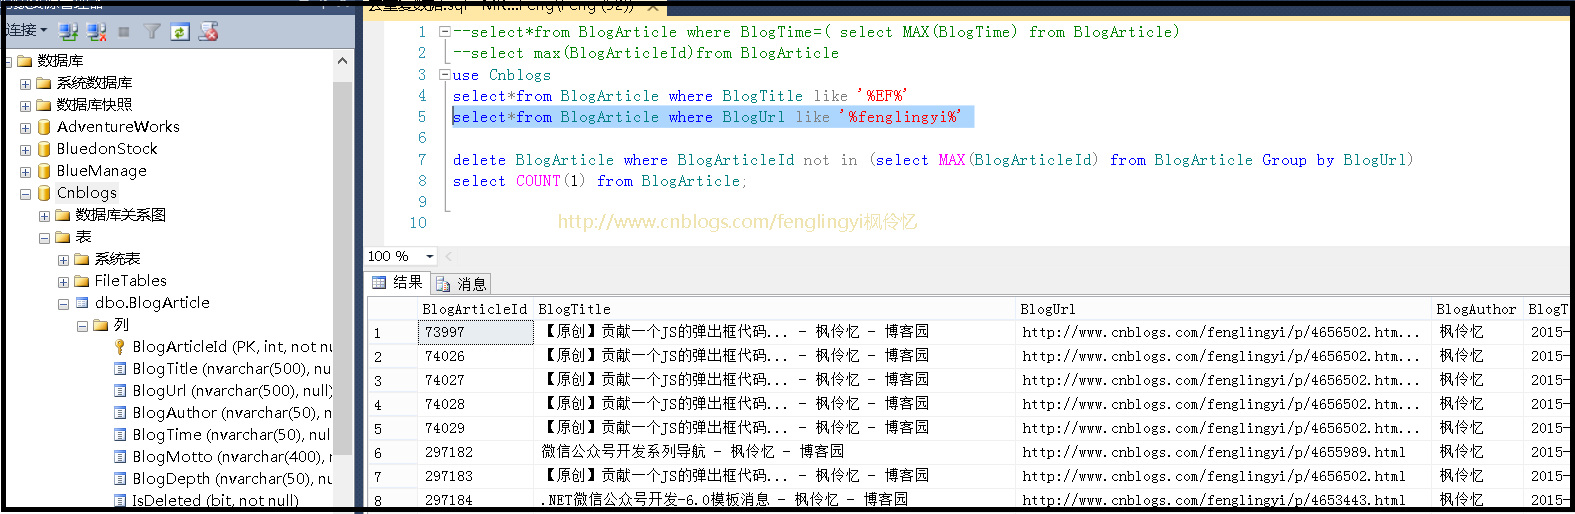 连接
数据库
系统数据库
数据库快照
AdventureWorks
BluedonStock
BlueManage
Cnblogs
数据库关系图
表
系统表
FileTables
dbo.BlogArticle
列
BlogArticleId (PK, int, not nu
BlogTitle (nvarchar(500), nu
BlogUrl (nvarchar(500), null)
BlogAuthor (nvarchar(50), n
BlogTime (nvarchar(50), nul
BlogMotto (nvarchar(400), n
BlogDepth (nvarchar(50), nu
IsDeleted (bit, not null)
1 --select*from BlogArticle where BlogTime=( select MAX(BlogTime) from BlogArticle)
2 --select max(BlogArticleId)from BlogArticle
3 use Cnblogs
4 select*from BlogArticle where BlogTitle like '%EF%'
5 select*from BlogArticle where BlogUrl like '%fenglingyi%'
6
7 delete BlogArticle where BlogArticleId not in (select MAX(BlogArticleId) from BlogArticle Group by BlogUrl)
8 select COUNT(1) from BlogArticle;
9
10
http://www.cnblogs.com/fenglingyi枫伶忆
100 %
结果 消息
BlogArticleId BlogTitle BlogUrl BlogAuthor BlogT
1 73997 【原创】贡献一个JS的弹出框代码... - 枫伶忆 - 博客园 http://www.cnblogs.com/fenglingyi/p/4656502.htm... 枫伶忆 2015-
2 74026 【原创】贡献一个JS的弹出框代码... - 枫伶忆 - 博客园 http://www.cnblogs.com/fenglingyi/p/4656502.htm... 枫伶忆 2015-
3 74027 【原创】贡献一个JS的弹出框代码... - 枫伶忆 - 博客园 http://www.cnblogs.com/fenglingyi/p/4656502.htm... 枫伶忆 2015-
4 74028 【原创】贡献一个JS的弹出框代码... - 枫伶忆 - 博客园 http://www.cnblogs.com/fenglingyi/p/4656502.htm... 枫伶忆 2015-
5 74029 【原创】贡献一个JS的弹出框代码... - 枫伶忆 - 博客园 http://www.cnblogs.com/fenglingyi/p/4656502.htm... 枫伶忆 2015-
6 297182 微信公众号开发系列导航 - 枫伶忆 - 博客园 http://www.cnblogs.com/fenglingyi/p/4655989.html 枫伶忆 2015-
7 297183 【原创】贡献一个JS的弹出框代码... - 枫伶忆 - 博客园 http://www.cnblogs.com/fenglingyi/p/4656502.html 枫伶忆 2015-
8 297184 .NET微信公众号开发-6.0模板消息 - 枫伶忆 - 博客园 http://www.cnblogs.com/fenglingyi/p/4653443.html 枫伶忆 2015-